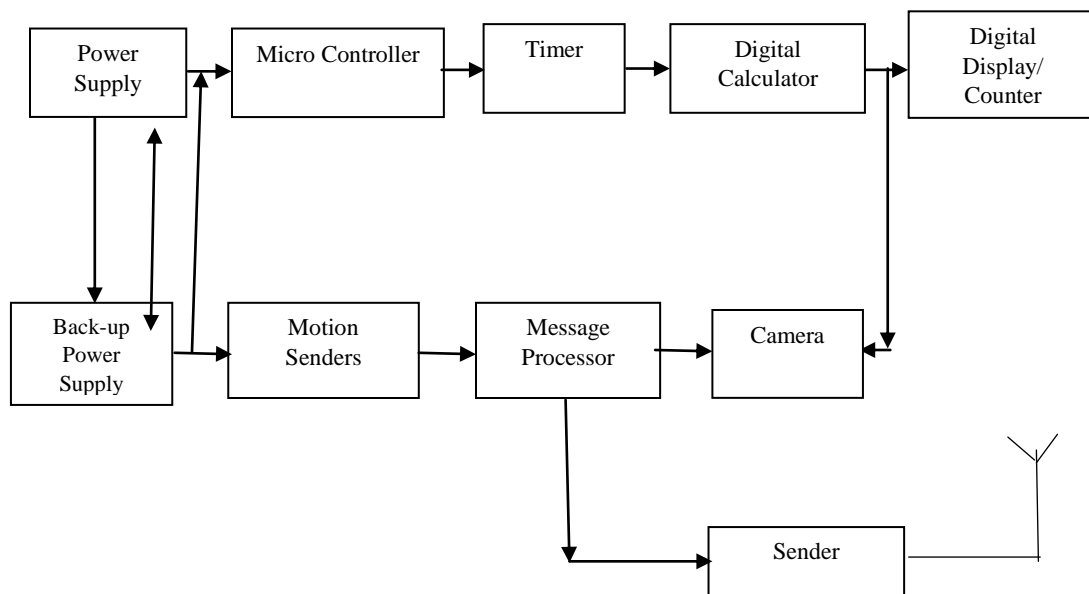 Power
Supply
Micro Controller
Timer
Digital
Calculator
Digital
Display/
Counter
Back-up
Power
Supply
Motion
Senders
Message
Processor
Camera
Sender